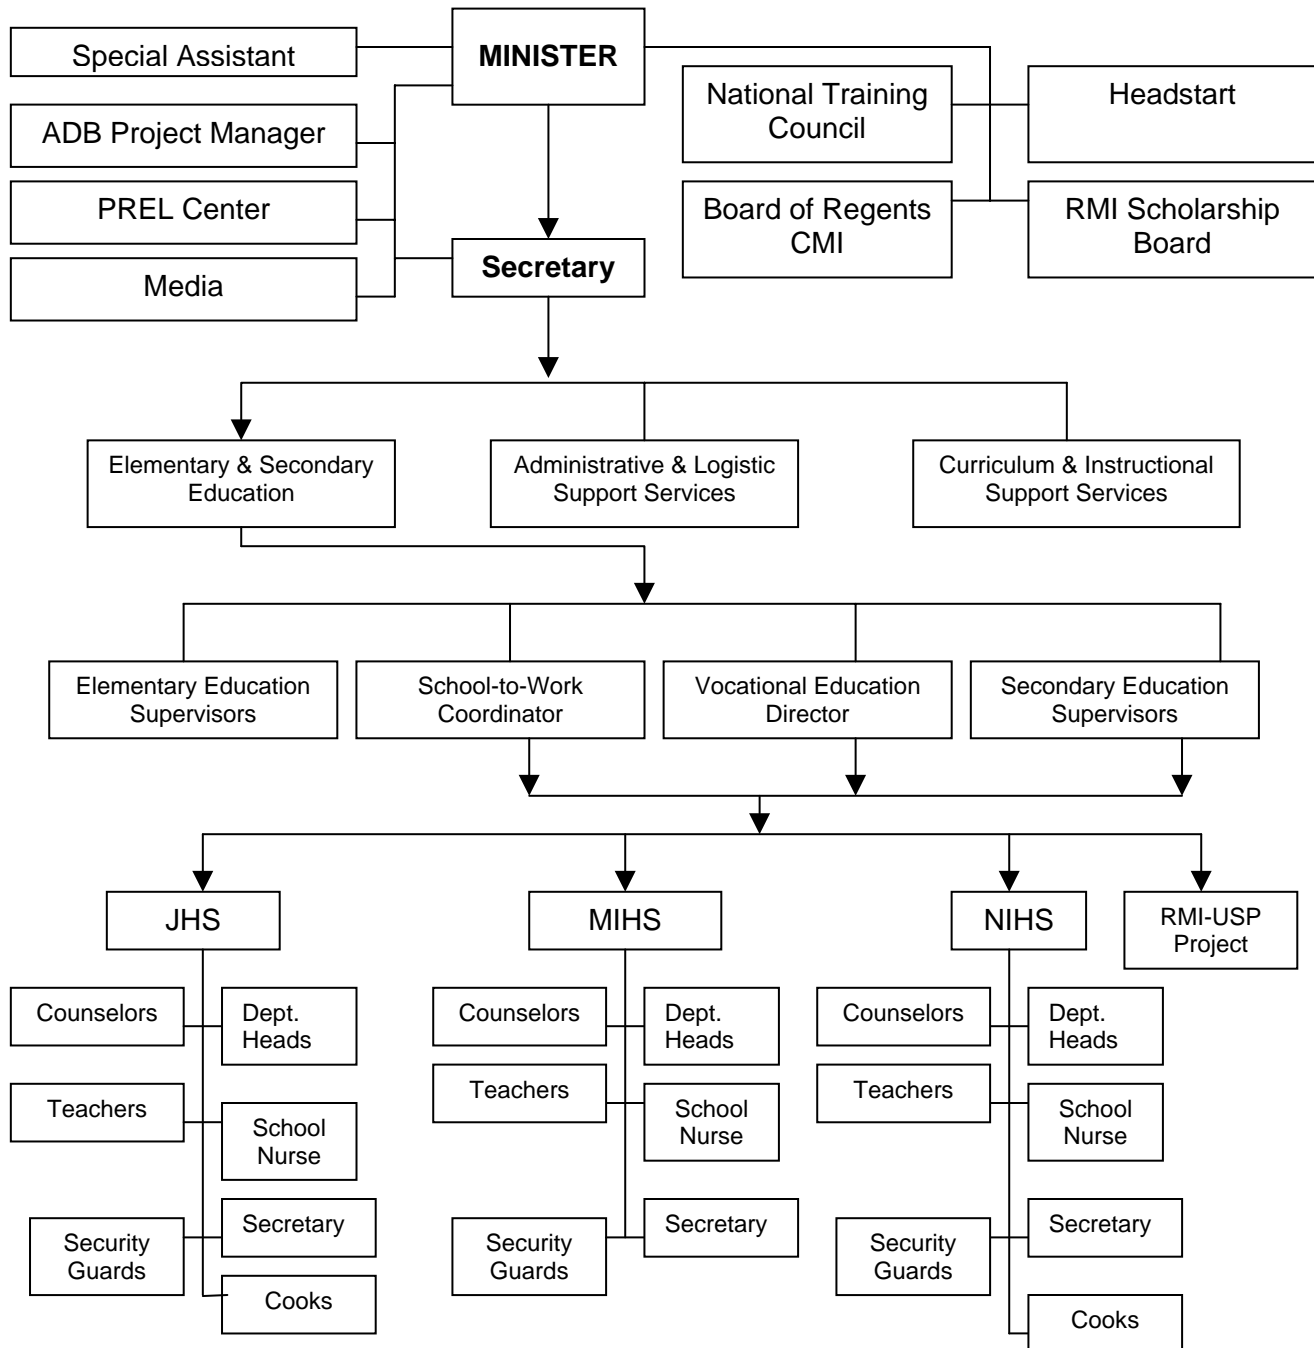 Special Assistant
MINISTER
National Training
Council
Headstart
ADB Project Manager
PREL Center
Board of Regents
CMI
RMI Scholarship
Board
Secretary
Media
Elementary & Secondary
Education
Administrative & Logistic
Support Services
Curriculum & Instructional
Support Services
Elementary Education
Supervisors
School-to-Work
Coordinator
Vocational Education
Director
Secondary Education
Supervisors
JHS
MIHS
NIHS
RMI-USP
Project
Counselors
Dept.
Heads
Teachers
School
Nurse
Security
Guards
Secretary
Cooks
Counselors
Dept.
Heads
Teachers
School
Nurse
Security
Guards
Secretary
Counselors
Dept.
Heads
Teachers
School
Nurse
Security
Guards
Secretary
Cooks